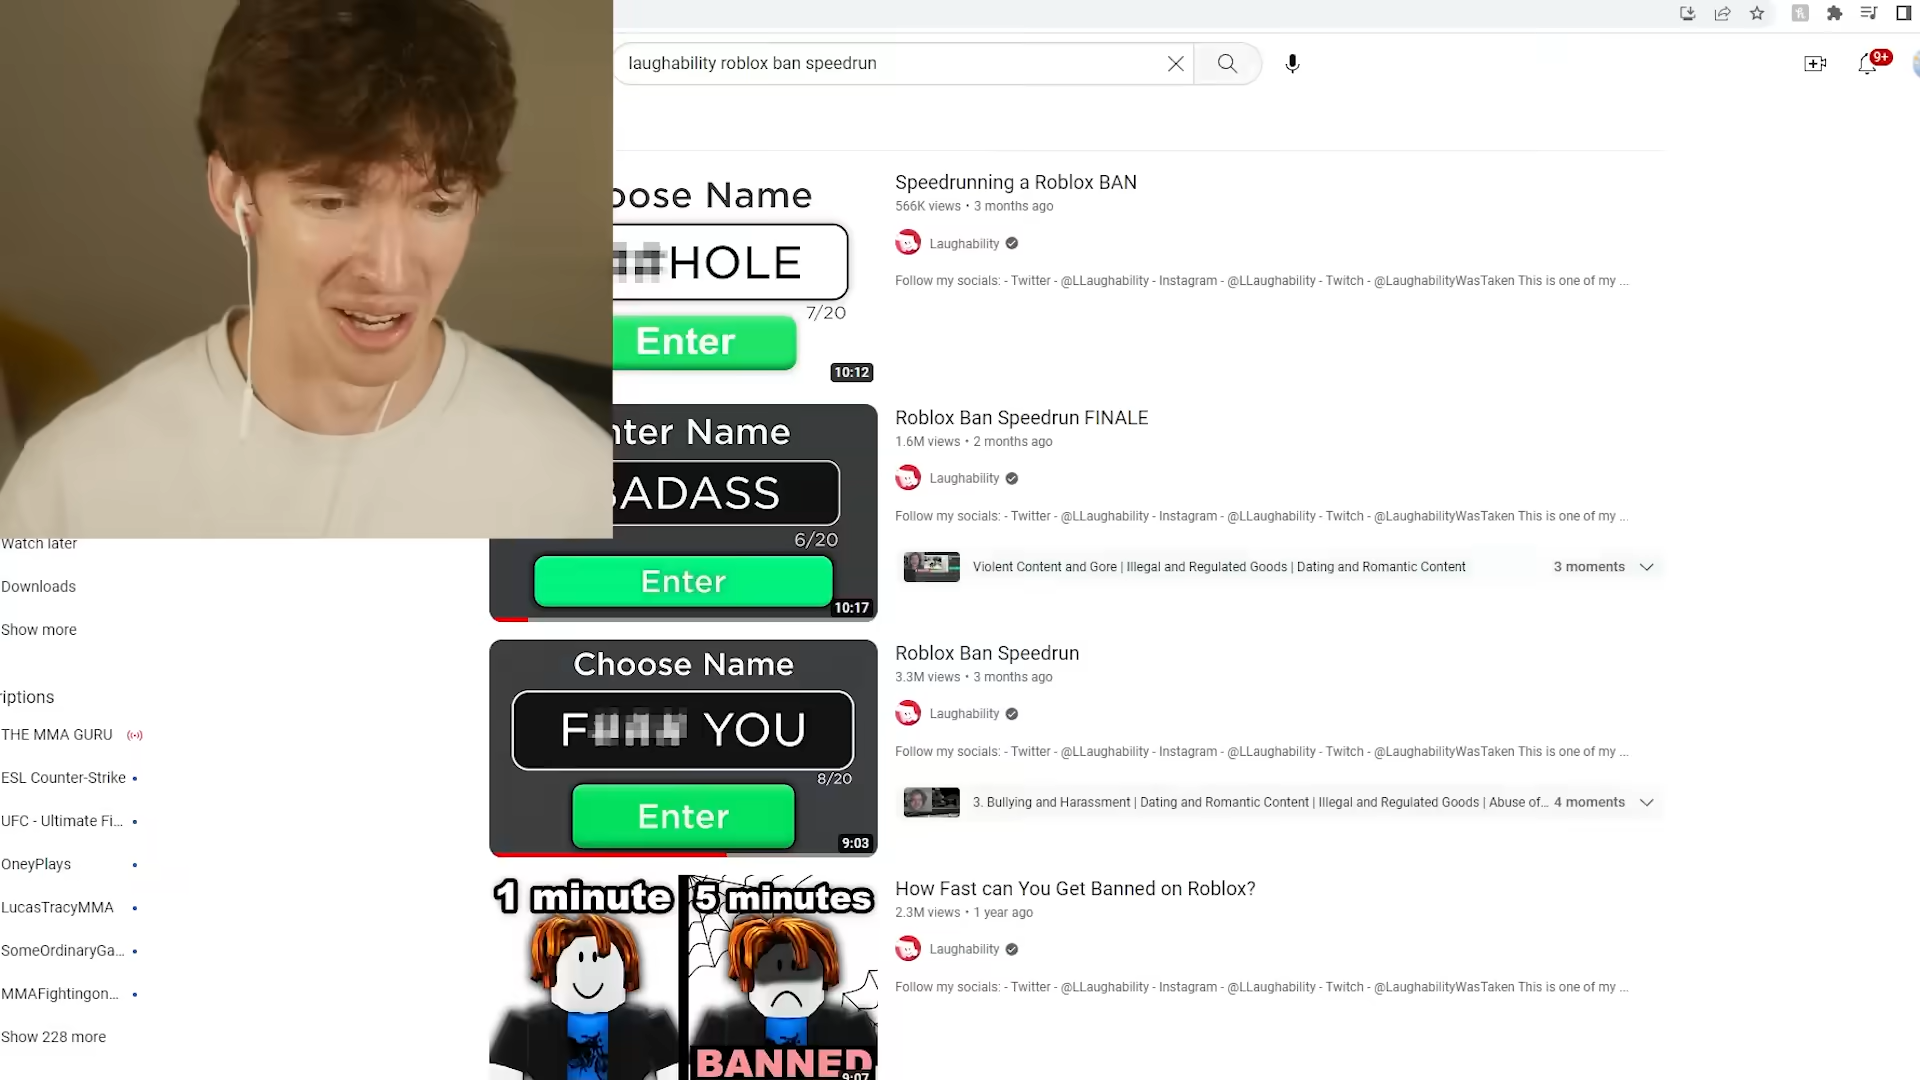 laughability roblox ban speedrun
9+
oose Name
HOLE
7/20
Enter
10:12
Speedrunning a Roblox BAN
566K views • 3 months ago
Laughability
Follow my socials: - Twitter - @LLaughability - Instagram - @LLaughability - Twitch - @LaughabilityWasTaken This is one of my ...
nter Name
BADASS
6/20
Enter
10:17
Roblox Ban Speedrun FINALE
1.6M views • 2 months ago
Laughability
Follow my socials: - Twitter - @LLaughability - Instagram - @LLaughability - Twitch - @LaughabilityWasTaken This is one of my ...
Violent Content and Gore | Illegal and Regulated Goods | Dating and Romantic Content
3 moments
Choose Name
F### YOU
8/20
Enter
9:03
Roblox Ban Speedrun
3.3M views • 3 months ago
Laughability
Follow my socials: - Twitter - @LLaughability - Instagram - @LLaughability - Twitch - @LaughabilityWasTaken This is one of my ...
3. Bullying and Harassment | Dating and Romantic Content | Illegal and Regulated Goods | Abuse of...
4 moments
1 minute
5 minutes
BANNED
9:07
How Fast can You Get Banned on Roblox?
2.3M views • 1 year ago
Laughability
Follow my socials: - Twitter - @LLaughability - Instagram - @LLaughability - Twitch - @LaughabilityWasTaken This is one of my ...
Watch later
Downloads
Show more
riptions
THE MMA GURU
ESL Counter-Strike
UFC - Ultimate Fi...
OneyPlays
LucasTracyMMA
SomeOrdinaryGa...
MMAFightingon...
Show 228 more